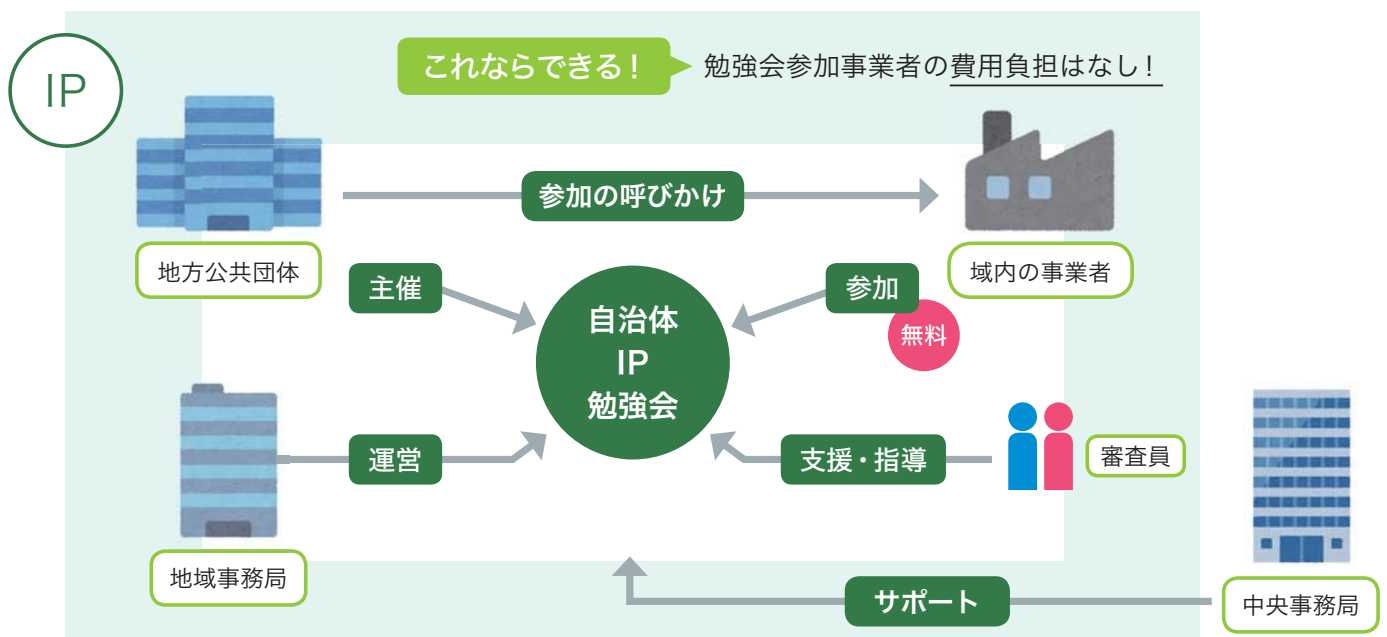 IP
これならできる！
勉強会参加事業者の費用負担はなし！
参加の呼びかけ
地方公共団体
域内の事業者
主催
参加
無料
自治体
IP
勉強会
運営
支援・指導
審査員
地域事務局
サポート
中央事務局